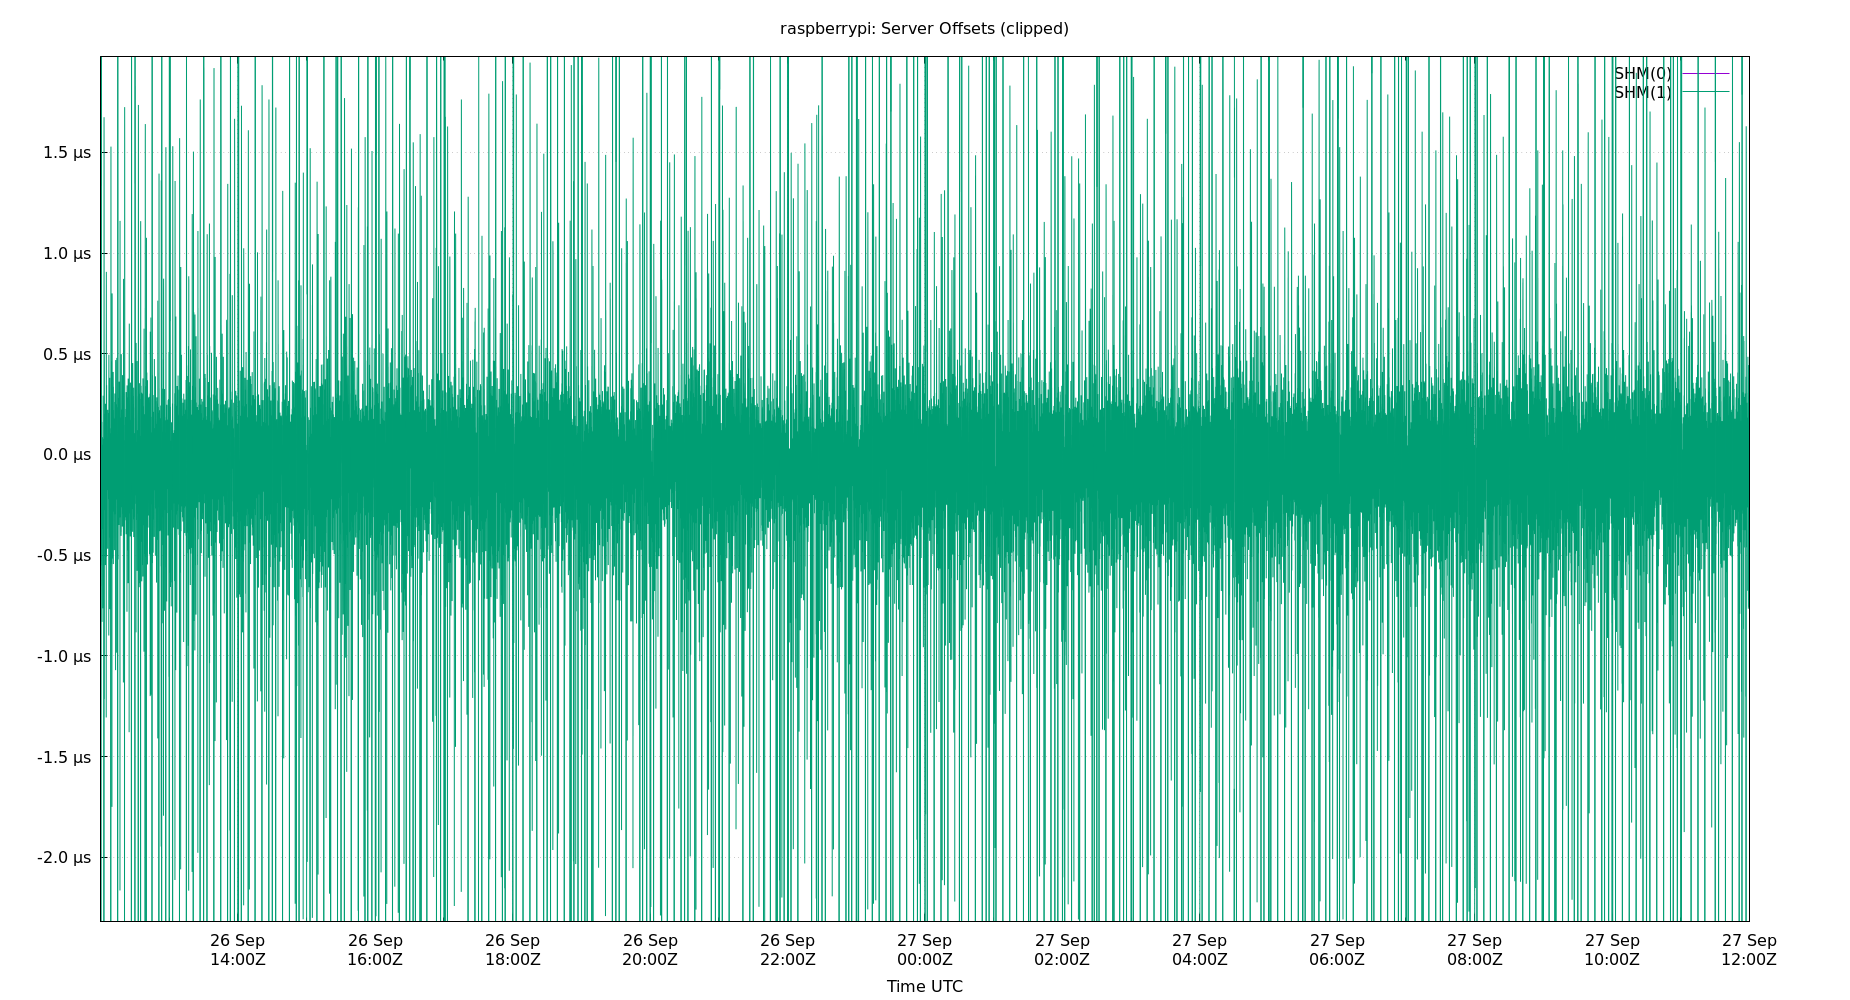 raspberrypi: Server Offsets (clipped)
SHM(0)
SHM(1)
1.5 µs
1.0 µs
0.5 µs
0.0 µs
-0.5 µs
-1.0 µs
-1.5 µs
-2.0 µs
26 Sep 26 Sep 26 Sep 26 Sep 26 Sep 27 Sep 27 Sep 27 Sep 27 Sep 27 Sep 27 Sep 27 Sep
14:00Z 16:00Z 18:00Z 20:00Z 22:00Z 00:00Z 02:00Z 04:00Z 06:00Z 08:00Z 10:00Z 12:00Z
Time UTC